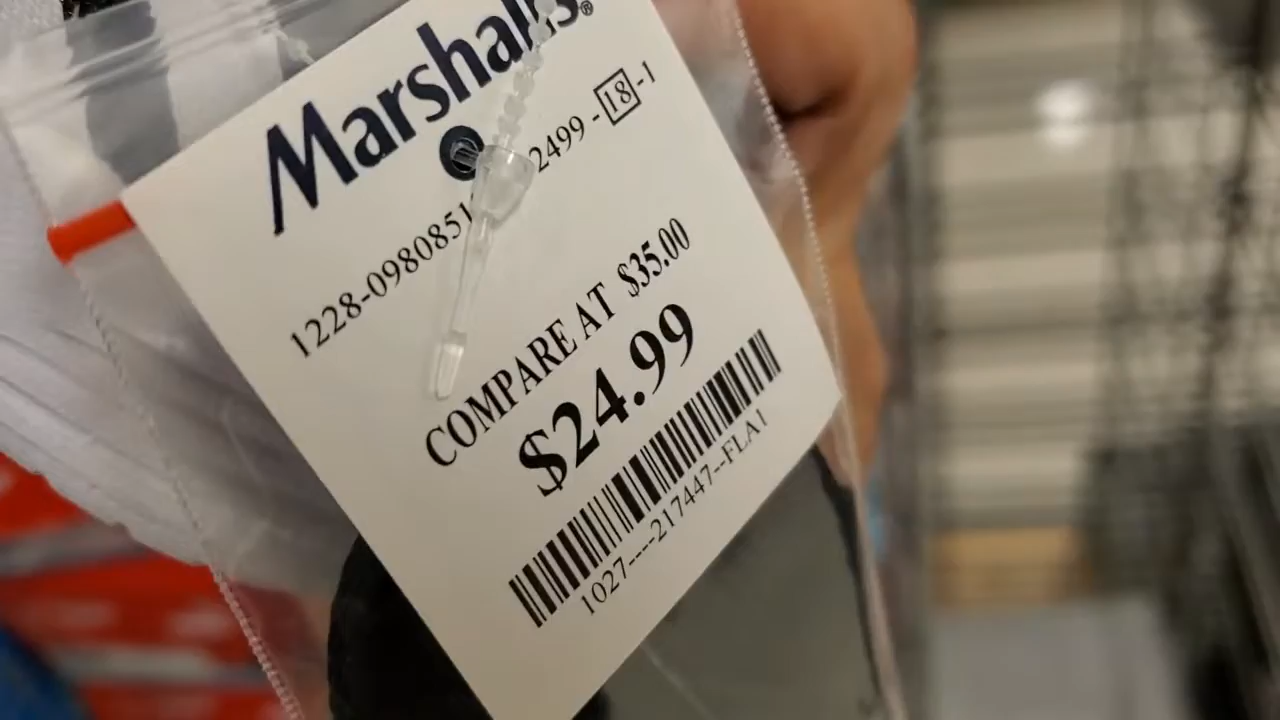 Marshalls®
1228-0980851 2499-18-1
COMPARE AT $35.00
$24.99
1027----217447--FLA1